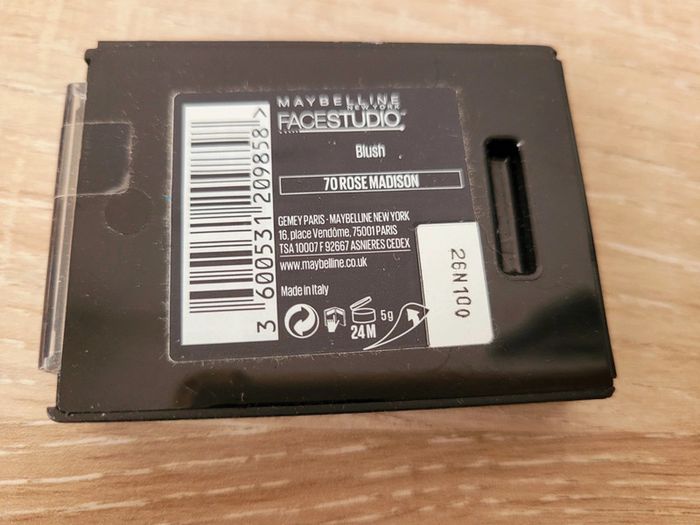 MAYBELLINE
NEW YORK
FACESTUDIO
Blush
70 ROSE MADISON
GEMEY PARIS - MAYBELLINE NEW YORK
16, place Vendôme, 75001 PARIS
TSA 10007 F 92667 ASNIERES CEDEX
www.maybelline.co.uk
Made in Italy
24 M
5g
3 600531 209858 >
26N100